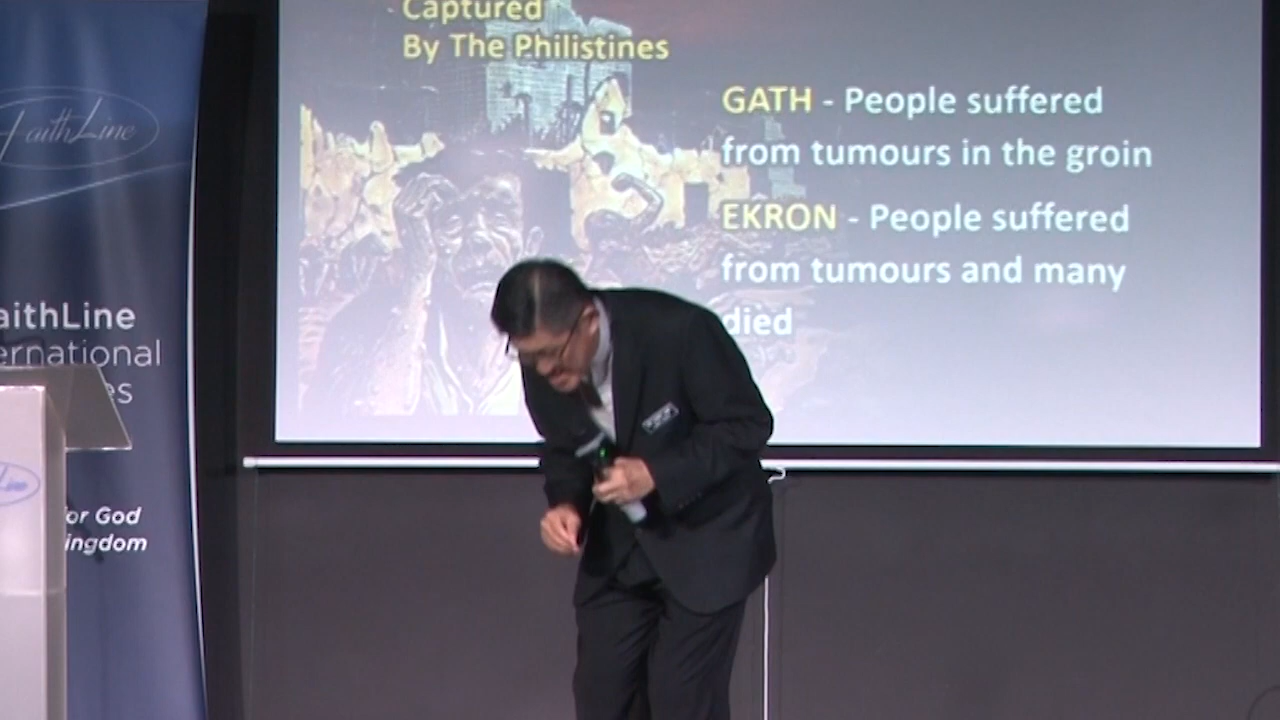 Captured
By The Philistines
GATH - People suffered
from tumours in the groin
EKRON - People suffered
from tumours and many
died
FaithLine
aithLine
ernational
es
or God
ingdom